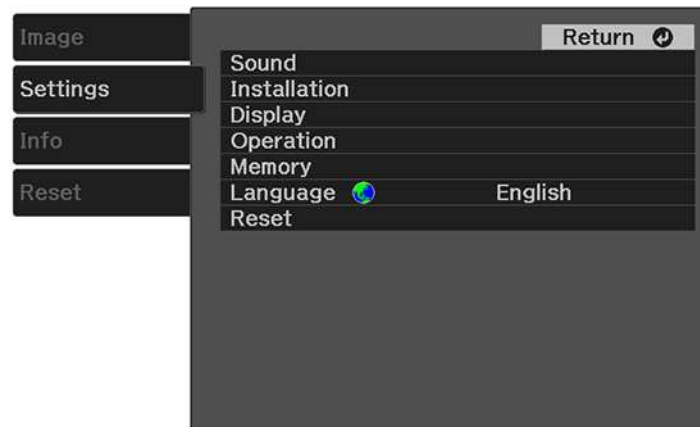 Image
Settings
Info
Reset
Return
Sound
Installation
Display
Operation
Memory
Language English
Reset